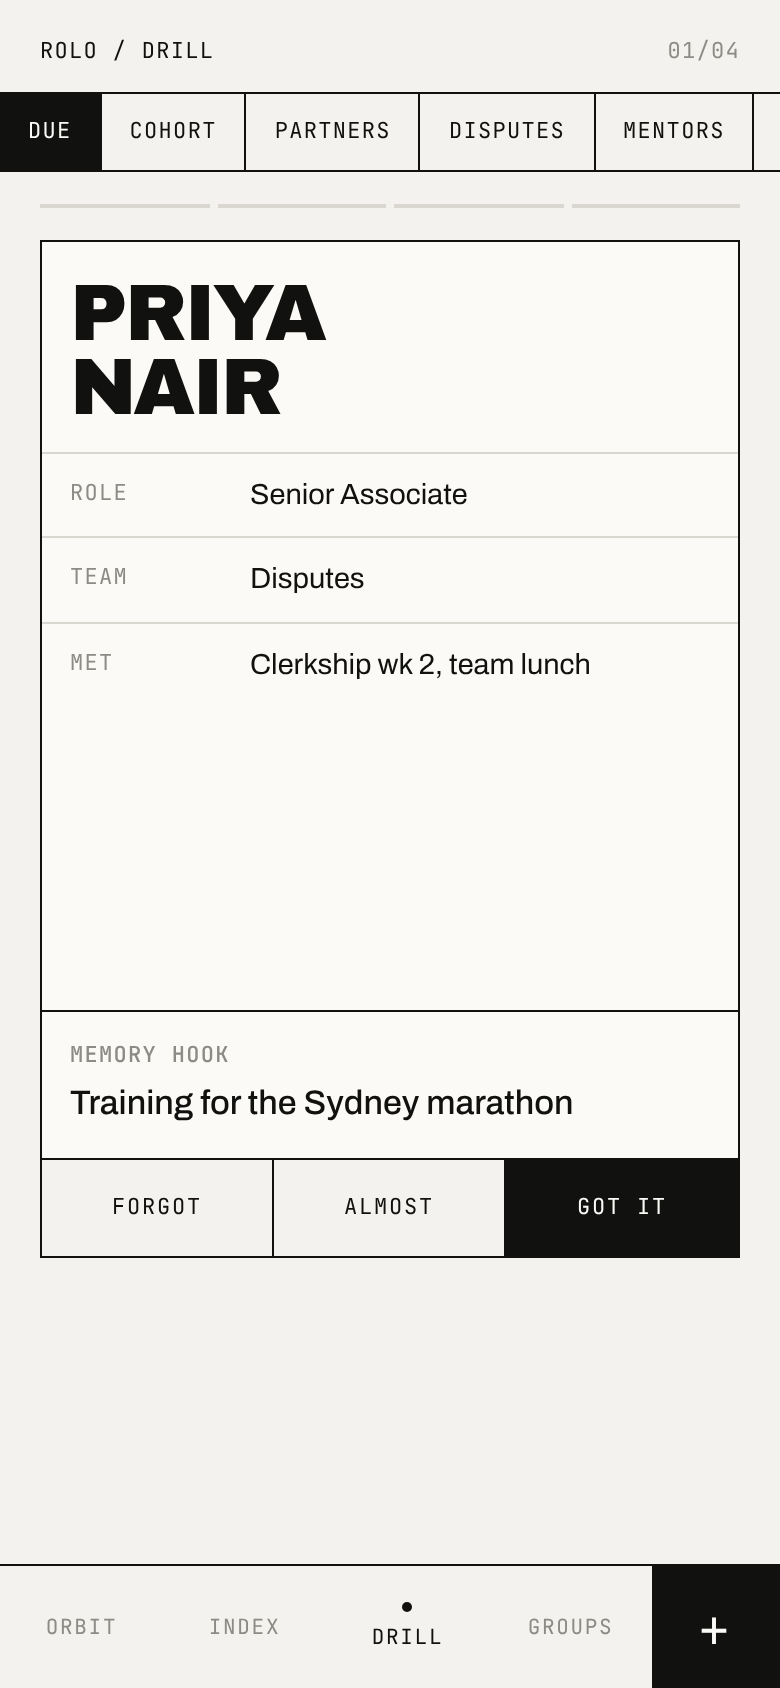 ROLO / DRILL 01/04
DUE COHORT PARTNERS DISPUTES MENTORS
PRIYA
NAIR
ROLE Senior Associate
TEAM Disputes
MET Clerkship wk 2, team lunch
MEMORY HOOK
Training for the Sydney marathon
FORGOT ALMOST GOT IT
ORBIT INDEX DRILL GROUPS +